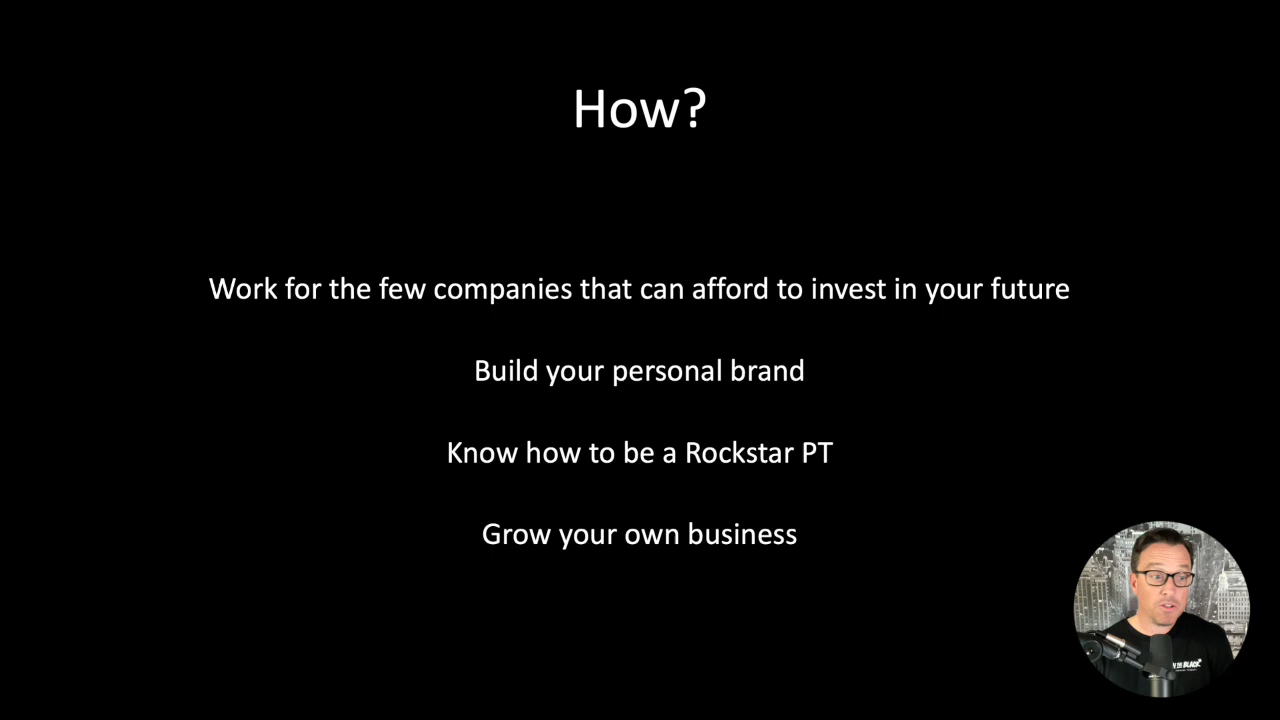 How?
Work for the few companies that can afford to invest in your future
Build your personal brand
Know how to be a Rockstar PT
Grow your own business
BLACK